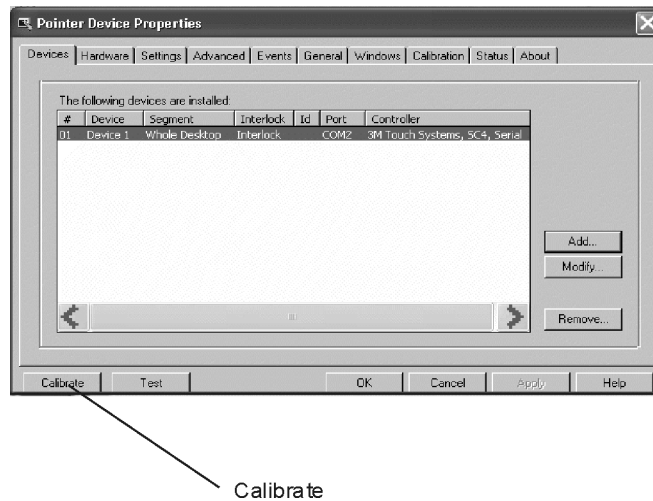 Pointer Device Properties
Devices Hardware Settings Advanced Events General Windows Calibration Status About
The following devices are installed:
# Device Segment Interlock Id Port Controller
01 Device 1 Whole Desktop Interlock COM2 3M Touch Systems, SC4, Serial
Add...
Modify...
Remove...
Calibrate Test OK Cancel Apply Help
Calibrate